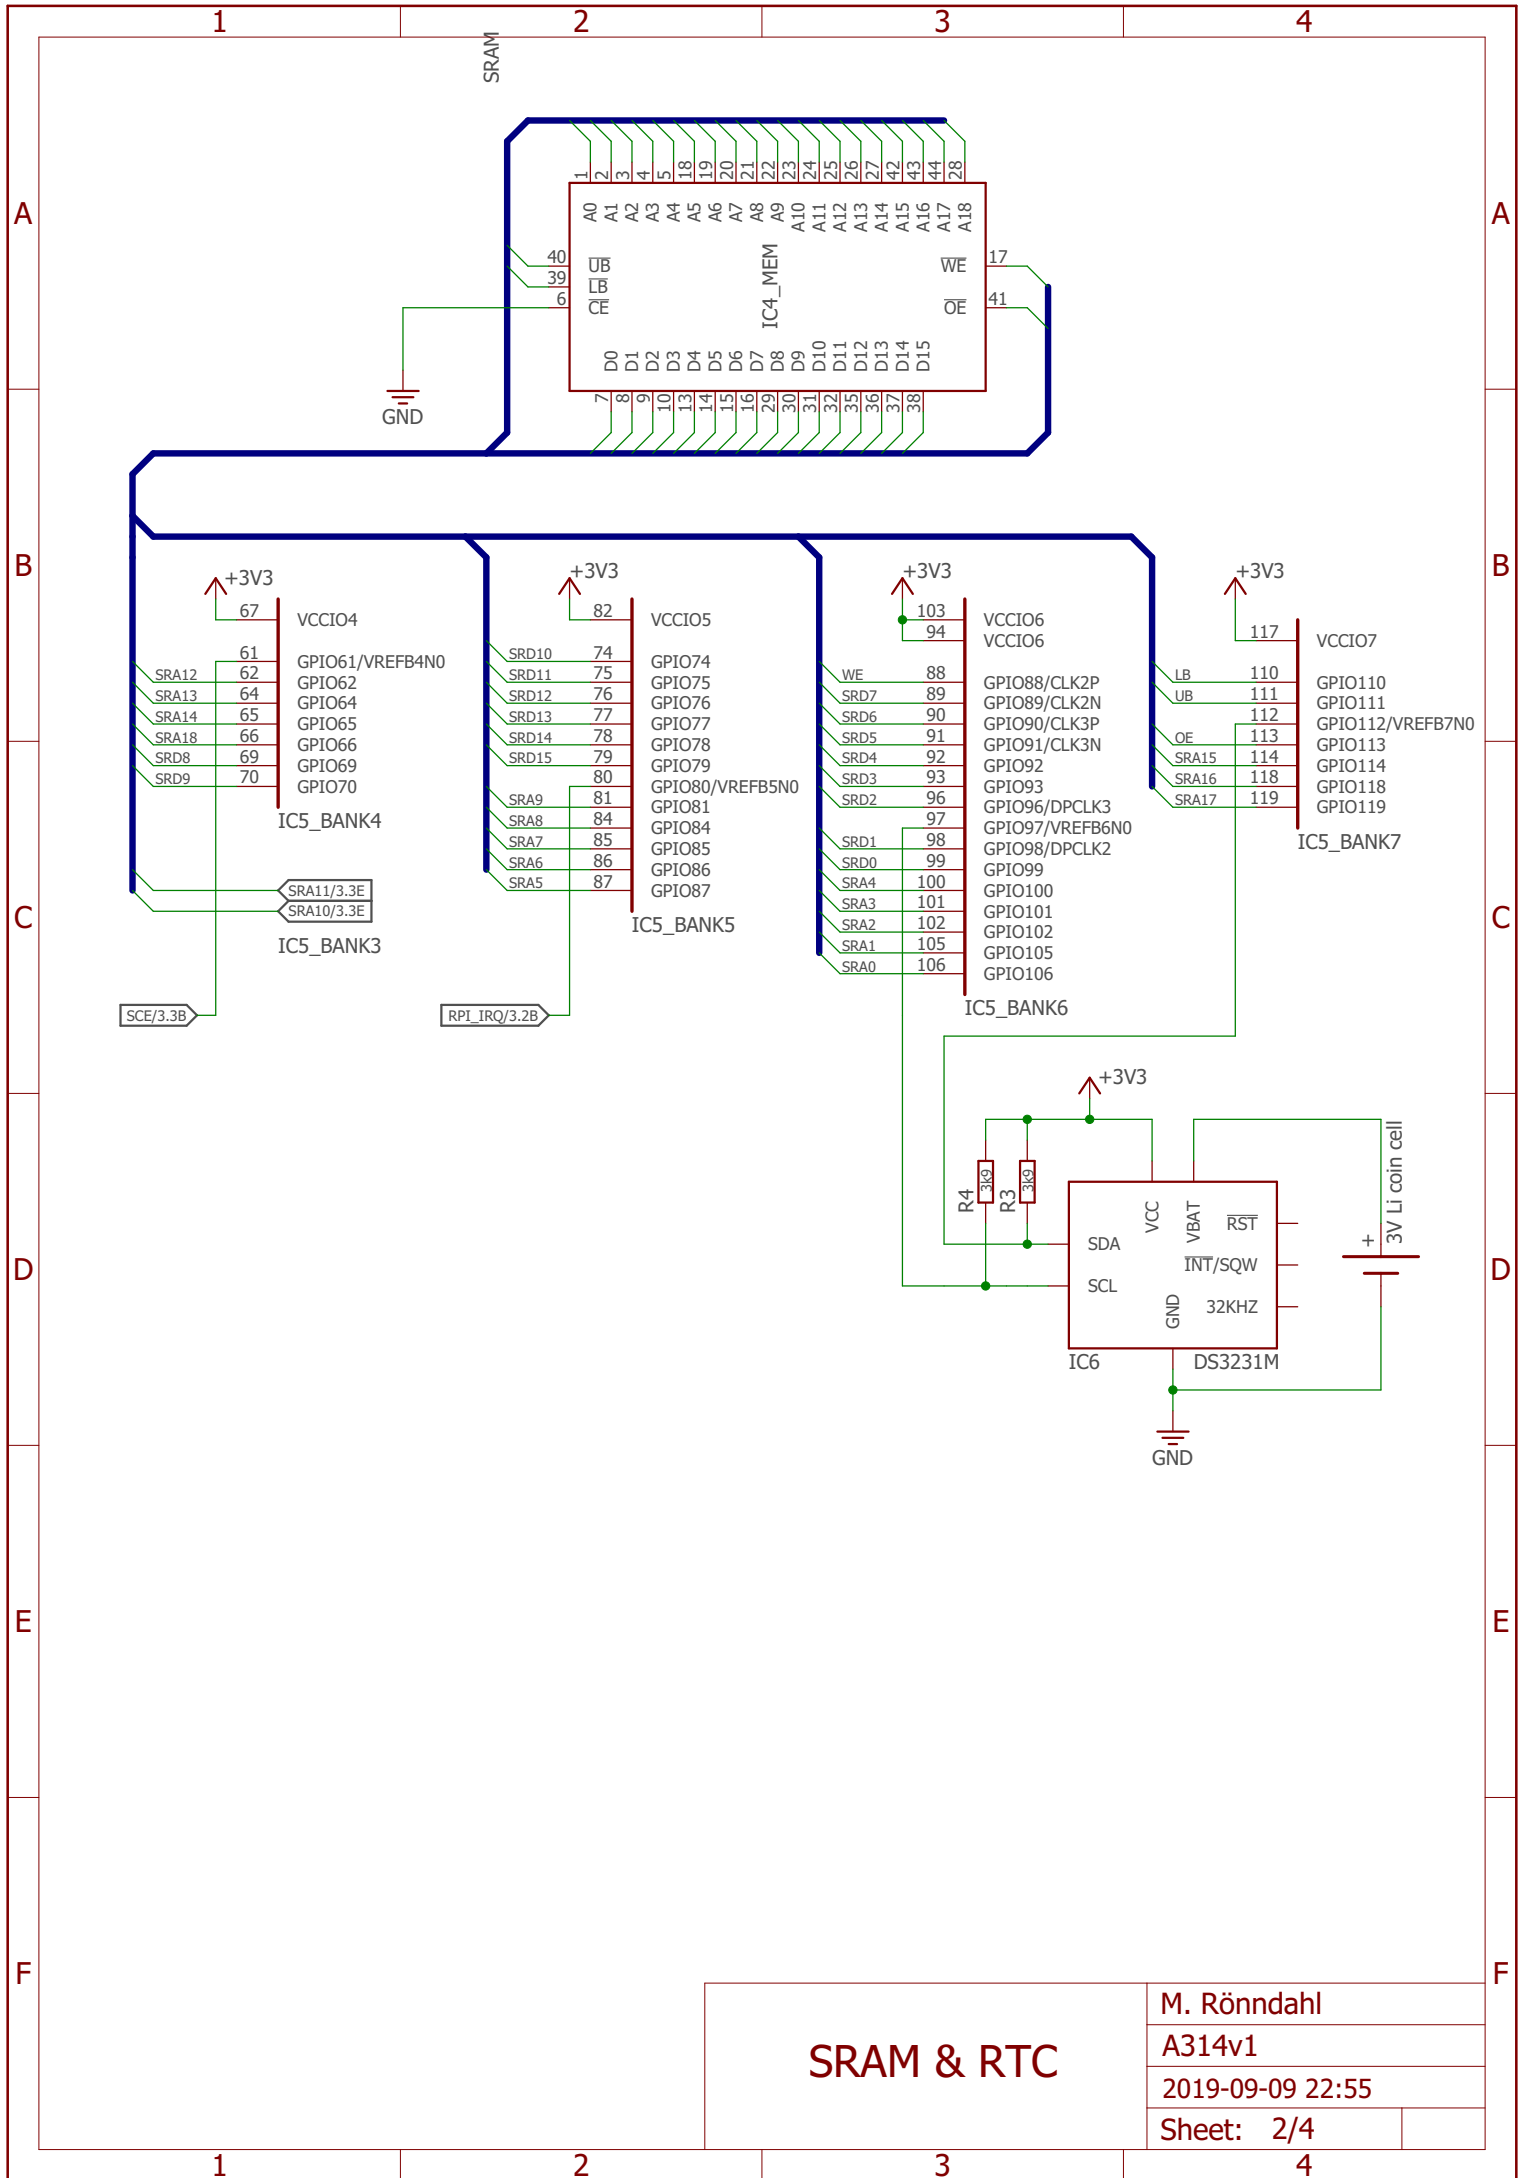 1 2 3 4
SRAM
A A
1 2 3 4 5 18 19 20 21 22 23 24 25 26 27 42 43 44 28
A0 A1 A2 A3 A4 A5 A6 A7 A8 A9 A10 A11 A12 A13 A14 A15 A16 A17 A18
IC4_MEM
40 UB
39 LB
6 CE
WE 17
OE 41
D0 D1 D2 D3 D4 D5 D6 D7 D8 D9 D10 D11 D12 D13 D14 D15
7 8 9 10 13 14 15 16 29 30 31 32 35 36 37 38
GND
B B
+3V3
67 VCCIO4
61 GPIO61/VREFB4N0
SRA12 62 GPIO62
SRA13 64 GPIO64
SRA14 65 GPIO65
SRA18 66 GPIO66
SRD8 69 GPIO69
SRD9 70 GPIO70
IC5_BANK4
SRA11/3.3E
SRA10/3.3E
IC5_BANK3
SCE/3.3B
+3V3
82 VCCIO5
SRD10 74 GPIO74
SRD11 75 GPIO75
SRD12 76 GPIO76
SRD13 77 GPIO77
SRD14 78 GPIO78
SRD15 79 GPIO79
80 GPIO80/VREFB5N0
SRA9 81 GPIO81
SRA8 84 GPIO84
SRA7 85 GPIO85
SRA6 86 GPIO86
SRA5 87 GPIO87
IC5_BANK5
RPI_IRQ/3.2B
+3V3
103 VCCIO6
94 VCCIO6
WE 88 GPIO88/CLK2P
SRD7 89 GPIO89/CLK2N
SRD6 90 GPIO90/CLK3P
SRD5 91 GPIO91/CLK3N
SRD4 92 GPIO92
SRD3 93 GPIO93
SRD2 96 GPIO96/DPCLK3
97 GPIO97/VREFB6N0
SRD1 98 GPIO98/DPCLK2
SRD0 99 GPIO99
SRA4 100 GPIO100
SRA3 101 GPIO101
SRA2 102 GPIO102
SRA1 105 GPIO105
SRA0 106 GPIO106
IC5_BANK6
+3V3
117 VCCIO7
LB 110 GPIO110
UB 111 GPIO111
112 GPIO112/VREFB7N0
OE 113 GPIO113
SRA15 114 GPIO114
SRA16 118 GPIO118
SRA17 119 GPIO119
IC5_BANK7
C C
+3V3
R4 3k9
R3 3k9
SDA
SCL
VCC
VBAT
GND
RST
INT/SQW
32KHZ
IC6 DS3231M
+ 3V Li coin cell
GND
D D
E E
F F
SRAM & RTC
M. Rönndahl
A314v1
2019-09-09 22:55
Sheet: 2/4
1 2 3 4